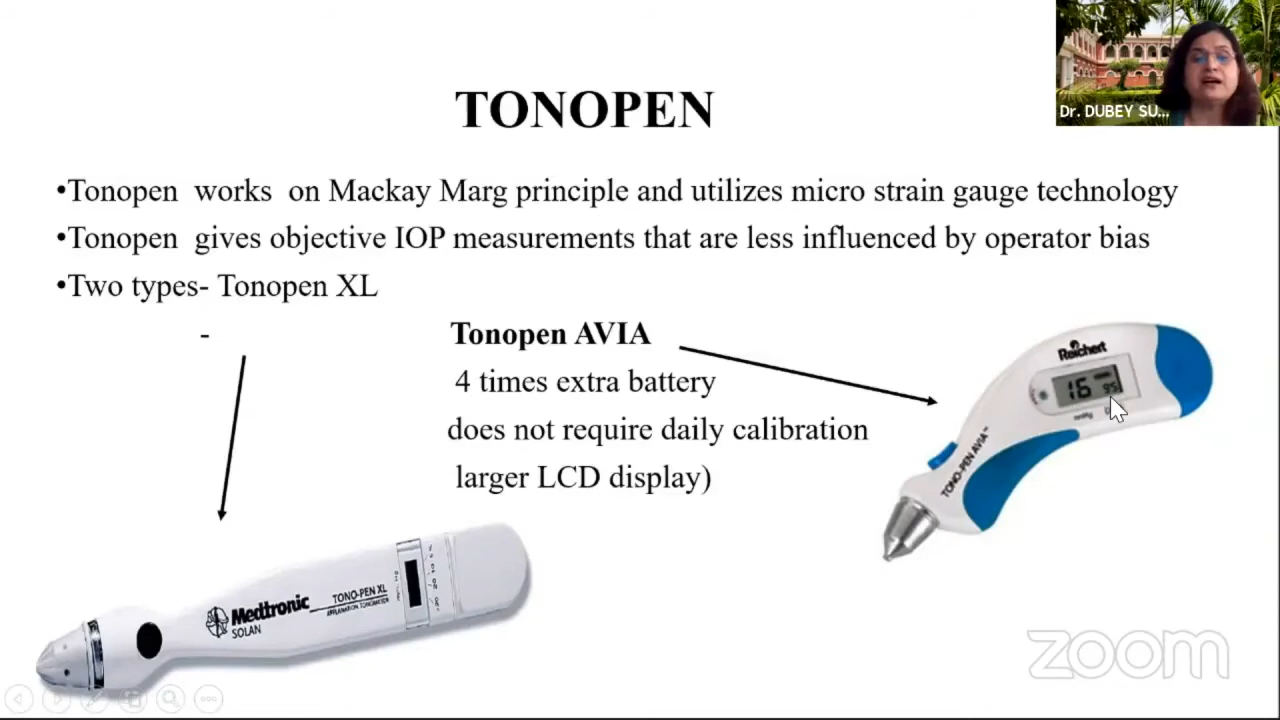 Dr. DUBEY SU...
TONOPEN
•Tonopen works on Mackay Marg principle and utilizes micro strain gauge technology
•Tonopen gives objective IOP measurements that are less influenced by operator bias
•Two types- Tonopen XL
- Tonopen AVIA
4 times extra battery
does not require daily calibration
larger LCD display)
Reichert
16 95
mmHg
TONO-PEN AVIA™
Medtronic
SOLAN
TONO-PEN XL
APPLANATION TONOMETER
zoom